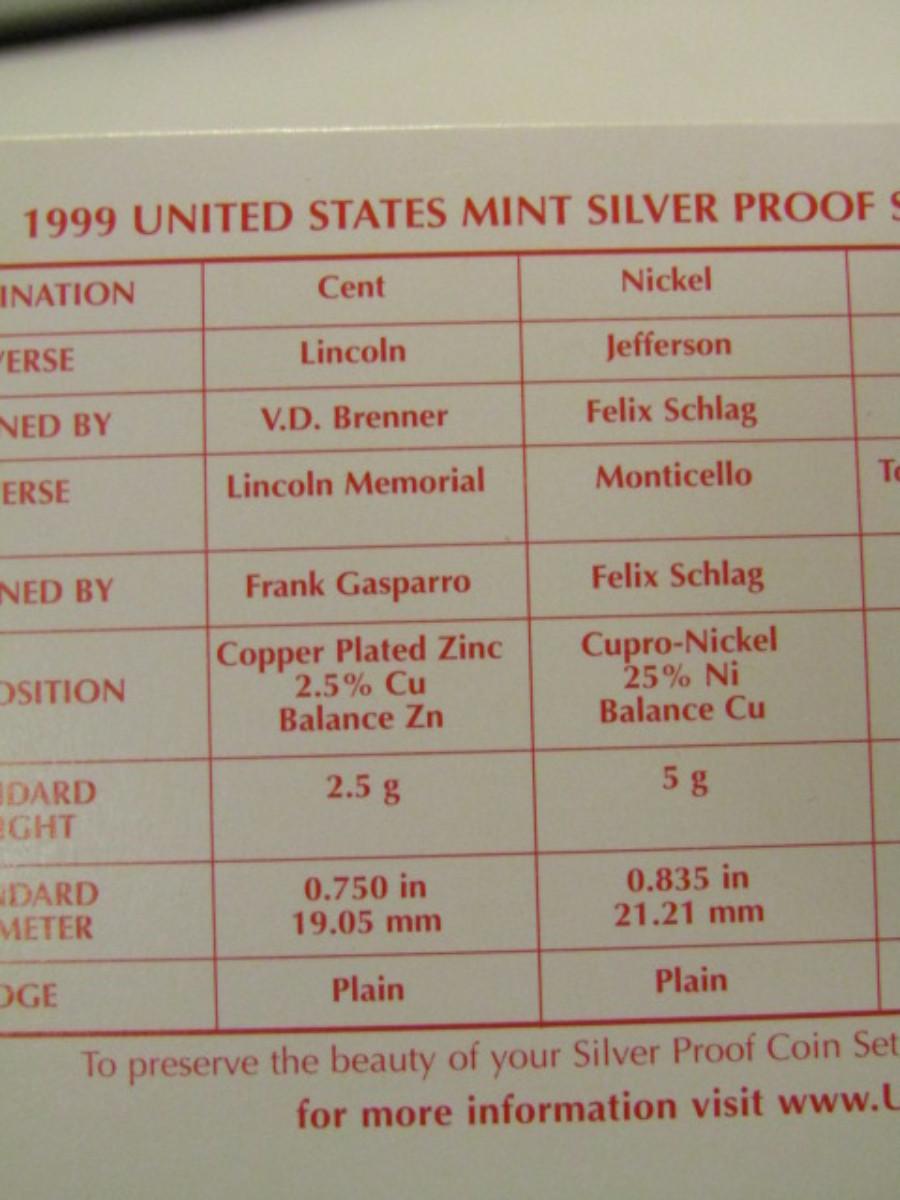 1999 UNITED STATES MINT SILVER PROOF S
INATION Cent Nickel
VERSE Lincoln Jefferson
NED BY V.D. Brenner Felix Schlag
ERSE Lincoln Memorial Monticello To
NED BY Frank Gasparro Felix Schlag
OSITION Copper Plated Zinc 2.5% Cu Balance Zn Cupro-Nickel 25% Ni Balance Cu
DARD
IGHT 2.5 g 5 g
NDARD
METER 0.750 in 19.05 mm 0.835 in 21.21 mm
DGE Plain Plain
To preserve the beauty of your Silver Proof Coin Set
for more information visit www.U